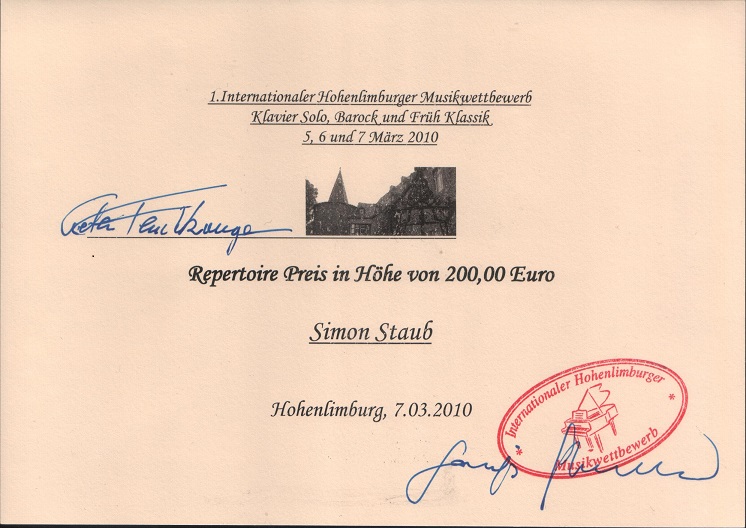 1.Internationaler Hohenlimburger Musikwettbewerb
Klavier Solo, Barock und Früh Klassik
5, 6 und 7 März 2010
Repertoire Preis in Höhe von 200,00 Euro
Simon Staub
Hohenlimburg, 7.03.2010
* Internationaler Hohenlimburger *
Musikwettbewerb